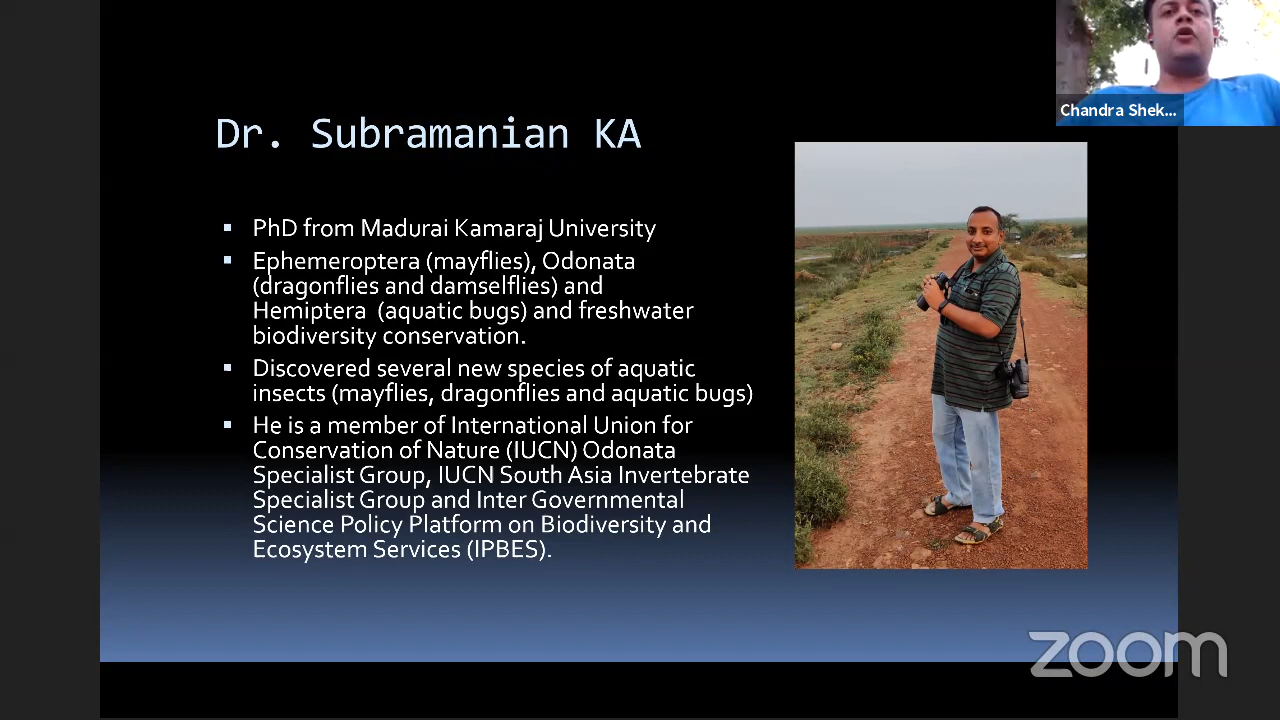 Chandra Shek...
Dr. Subramanian KA
▪ PhD from Madurai Kamaraj University
▪ Ephemeroptera (mayflies), Odonata
(dragonflies and damselflies) and
Hemiptera (aquatic bugs) and freshwater
biodiversity conservation.
▪ Discovered several new species of aquatic
insects (mayflies, dragonflies and aquatic bugs)
▪ He is a member of International Union for
Conservation of Nature (IUCN) Odonata
Specialist Group, IUCN South Asia Invertebrate
Specialist Group and Inter Governmental
Science Policy Platform on Biodiversity and
Ecosystem Services (IPBES).
zoom